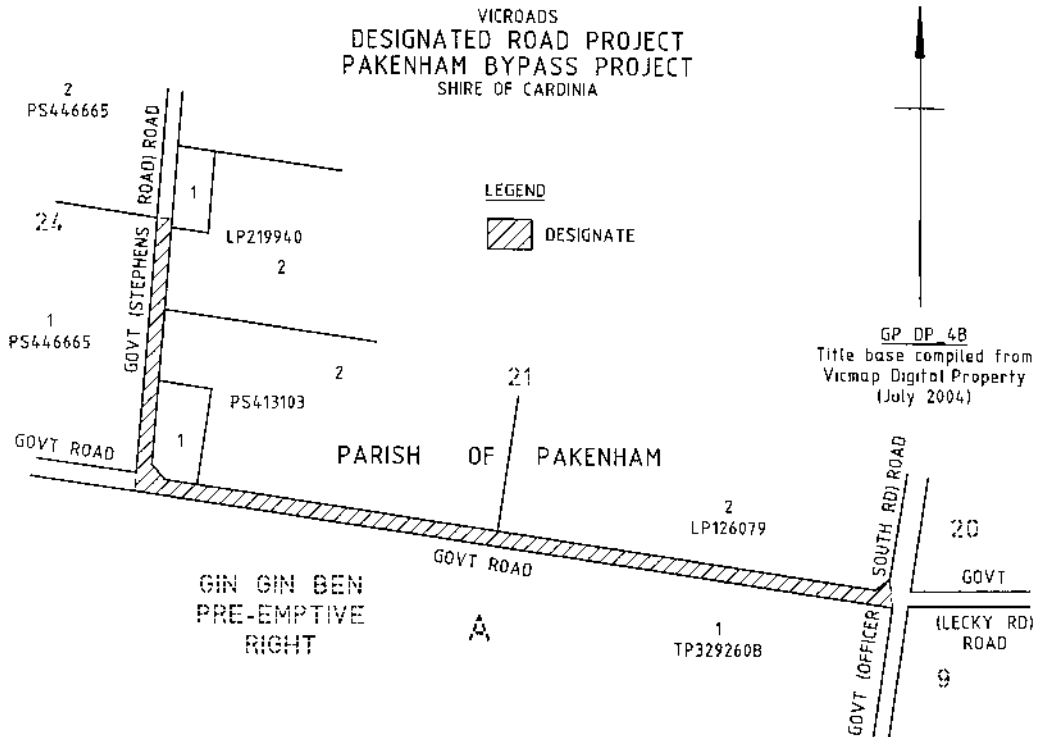 VICROADS
DESIGNATED ROAD PROJECT
PAKENHAM BYPASS PROJECT
SHIRE OF CARDINIA
2
PS446665
GOVT (STEPHENS ROAD) ROAD
1
LEGEND
DESIGNATE
24
LP219940
2
1
PS446665
GP DP 4B
Title base compiled from
Vicmap Digital Property
(July 2004)
2
21
PS413103
1
GOVT ROAD
PARISH OF PAKENHAM
2
LP126079
GOVT (OFFICER SOUTH RD) ROAD
20
GOVT
(LECKY RD)
ROAD
GOVT ROAD
GIN GIN BEN
PRE-EMPTIVE
RIGHT
A
1
TP329260B
9